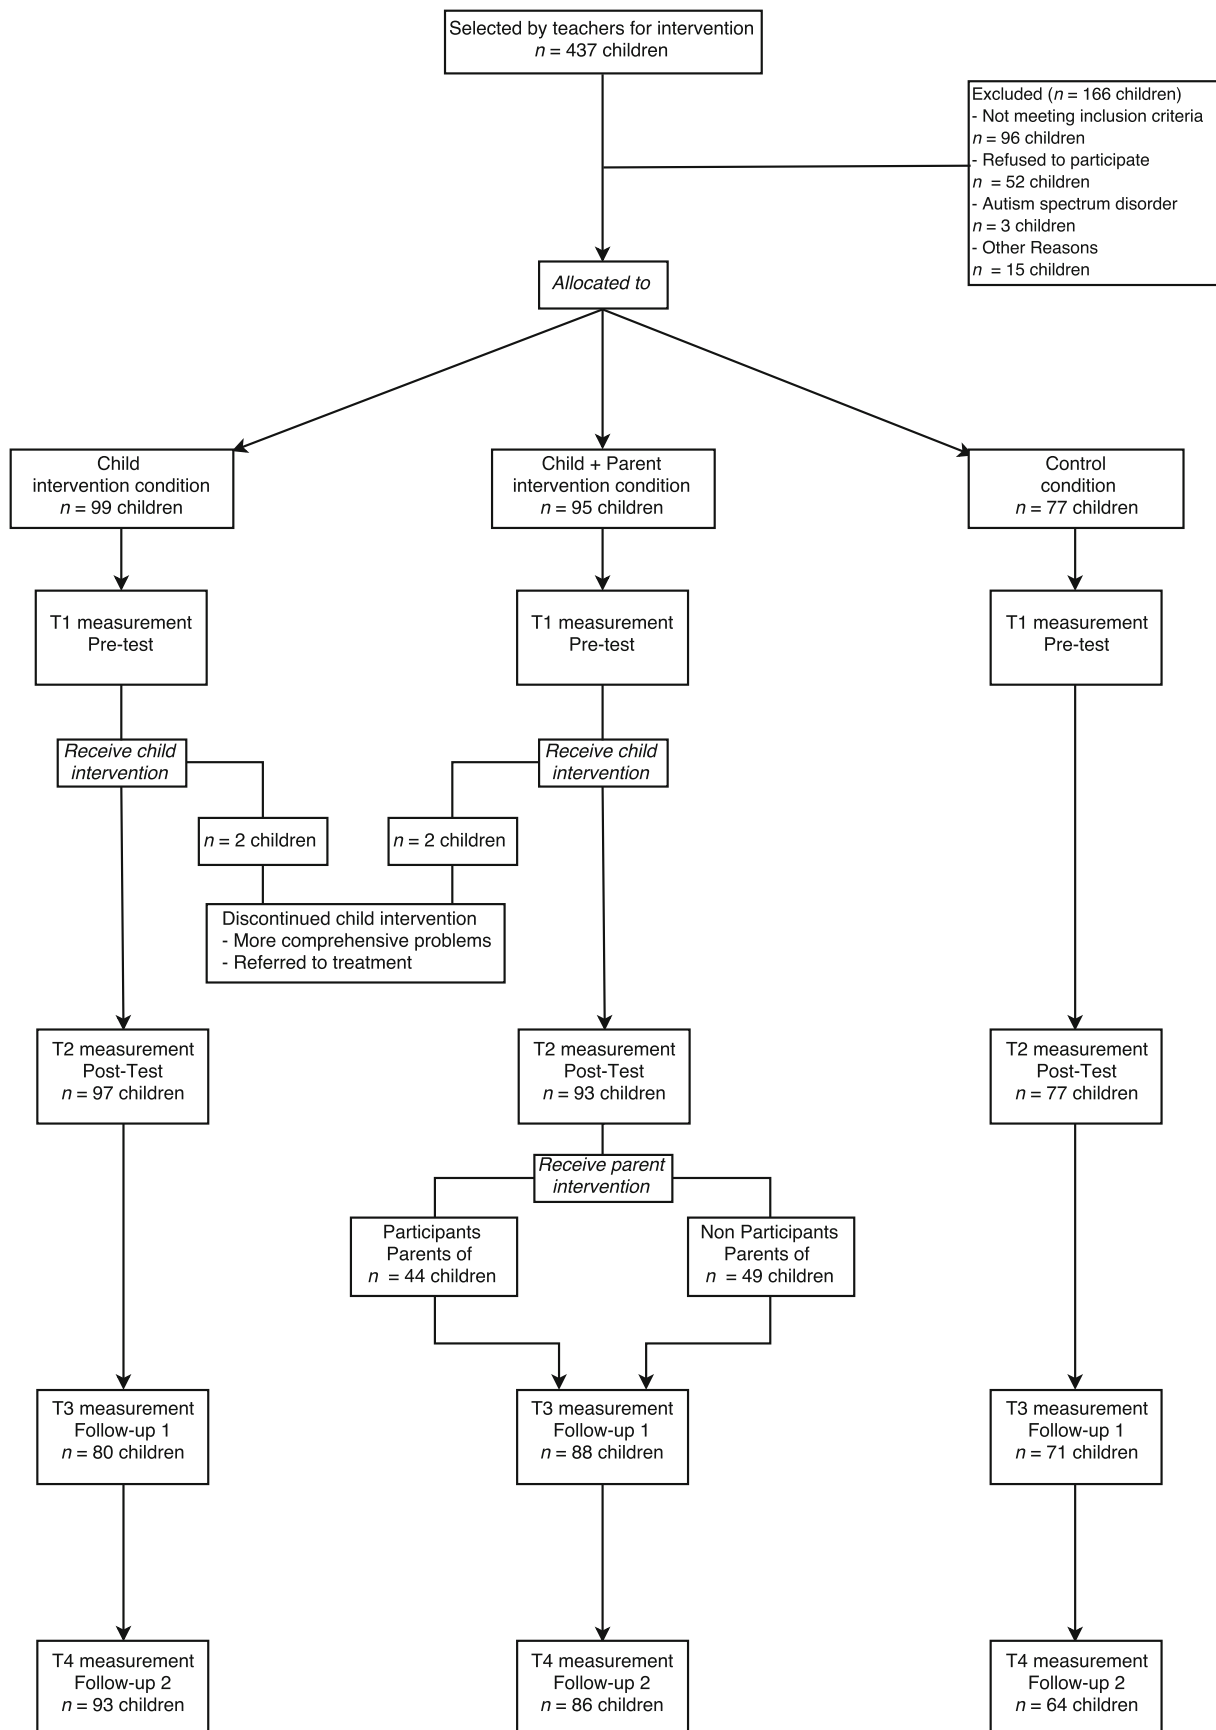 Selected by teachers for intervention
n = 437 children
Excluded (n = 166 children)
- Not meeting inclusion criteria
n = 96 children
- Refused to participate
n = 52 children
- Autism spectrum disorder
n = 3 children
- Other Reasons
n = 15 children
Allocated to
Child
intervention condition
n = 99 children
Child + Parent
intervention condition
n = 95 children
Control
condition
n = 77 children
T1 measurement
Pre-test
T1 measurement
Pre-test
T1 measurement
Pre-test
Receive child
intervention
Receive child
intervention
n = 2 children
n = 2 children
Discontinued child intervention
- More comprehensive problems
- Referred to treatment
T2 measurement
Post-Test
n = 97 children
T2 measurement
Post-Test
n = 93 children
T2 measurement
Post-Test
n = 77 children
Receive parent
intervention
Participants
Parents of
n = 44 children
Non Participants
Parents of
n = 49 children
T3 measurement
Follow-up 1
n = 80 children
T3 measurement
Follow-up 1
n = 88 children
T3 measurement
Follow-up 1
n = 71 children
T4 measurement
Follow-up 2
n = 93 children
T4 measurement
Follow-up 2
n = 86 children
T4 measurement
Follow-up 2
n = 64 children